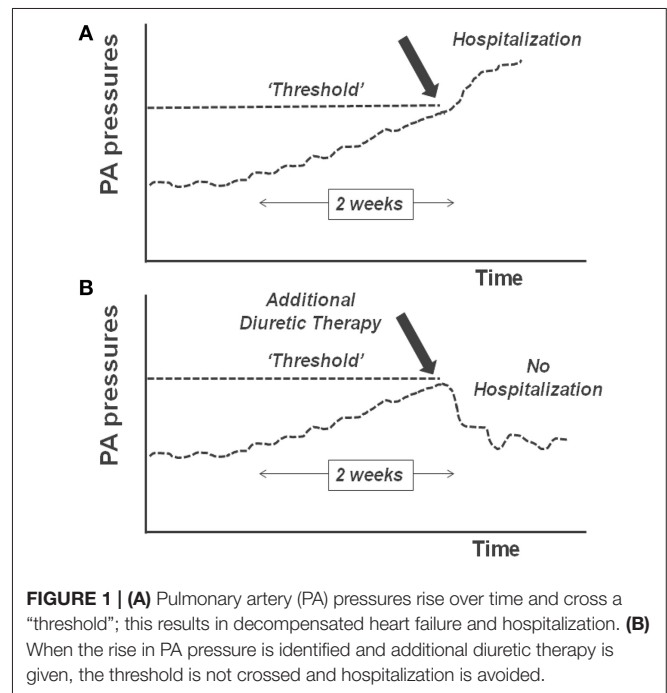 A
Hospitalization
'Threshold'
PA pressures
2 weeks
Time
B
Additional
Diuretic Therapy
'Threshold'
No
Hospitalization
PA pressures
2 weeks
Time
FIGURE 1 | (A) Pulmonary artery (PA) pressures rise over time and cross a
“threshold”; this results in decompensated heart failure and hospitalization. (B)
When the rise in PA pressure is identified and additional diuretic therapy is
given, the threshold is not crossed and hospitalization is avoided.